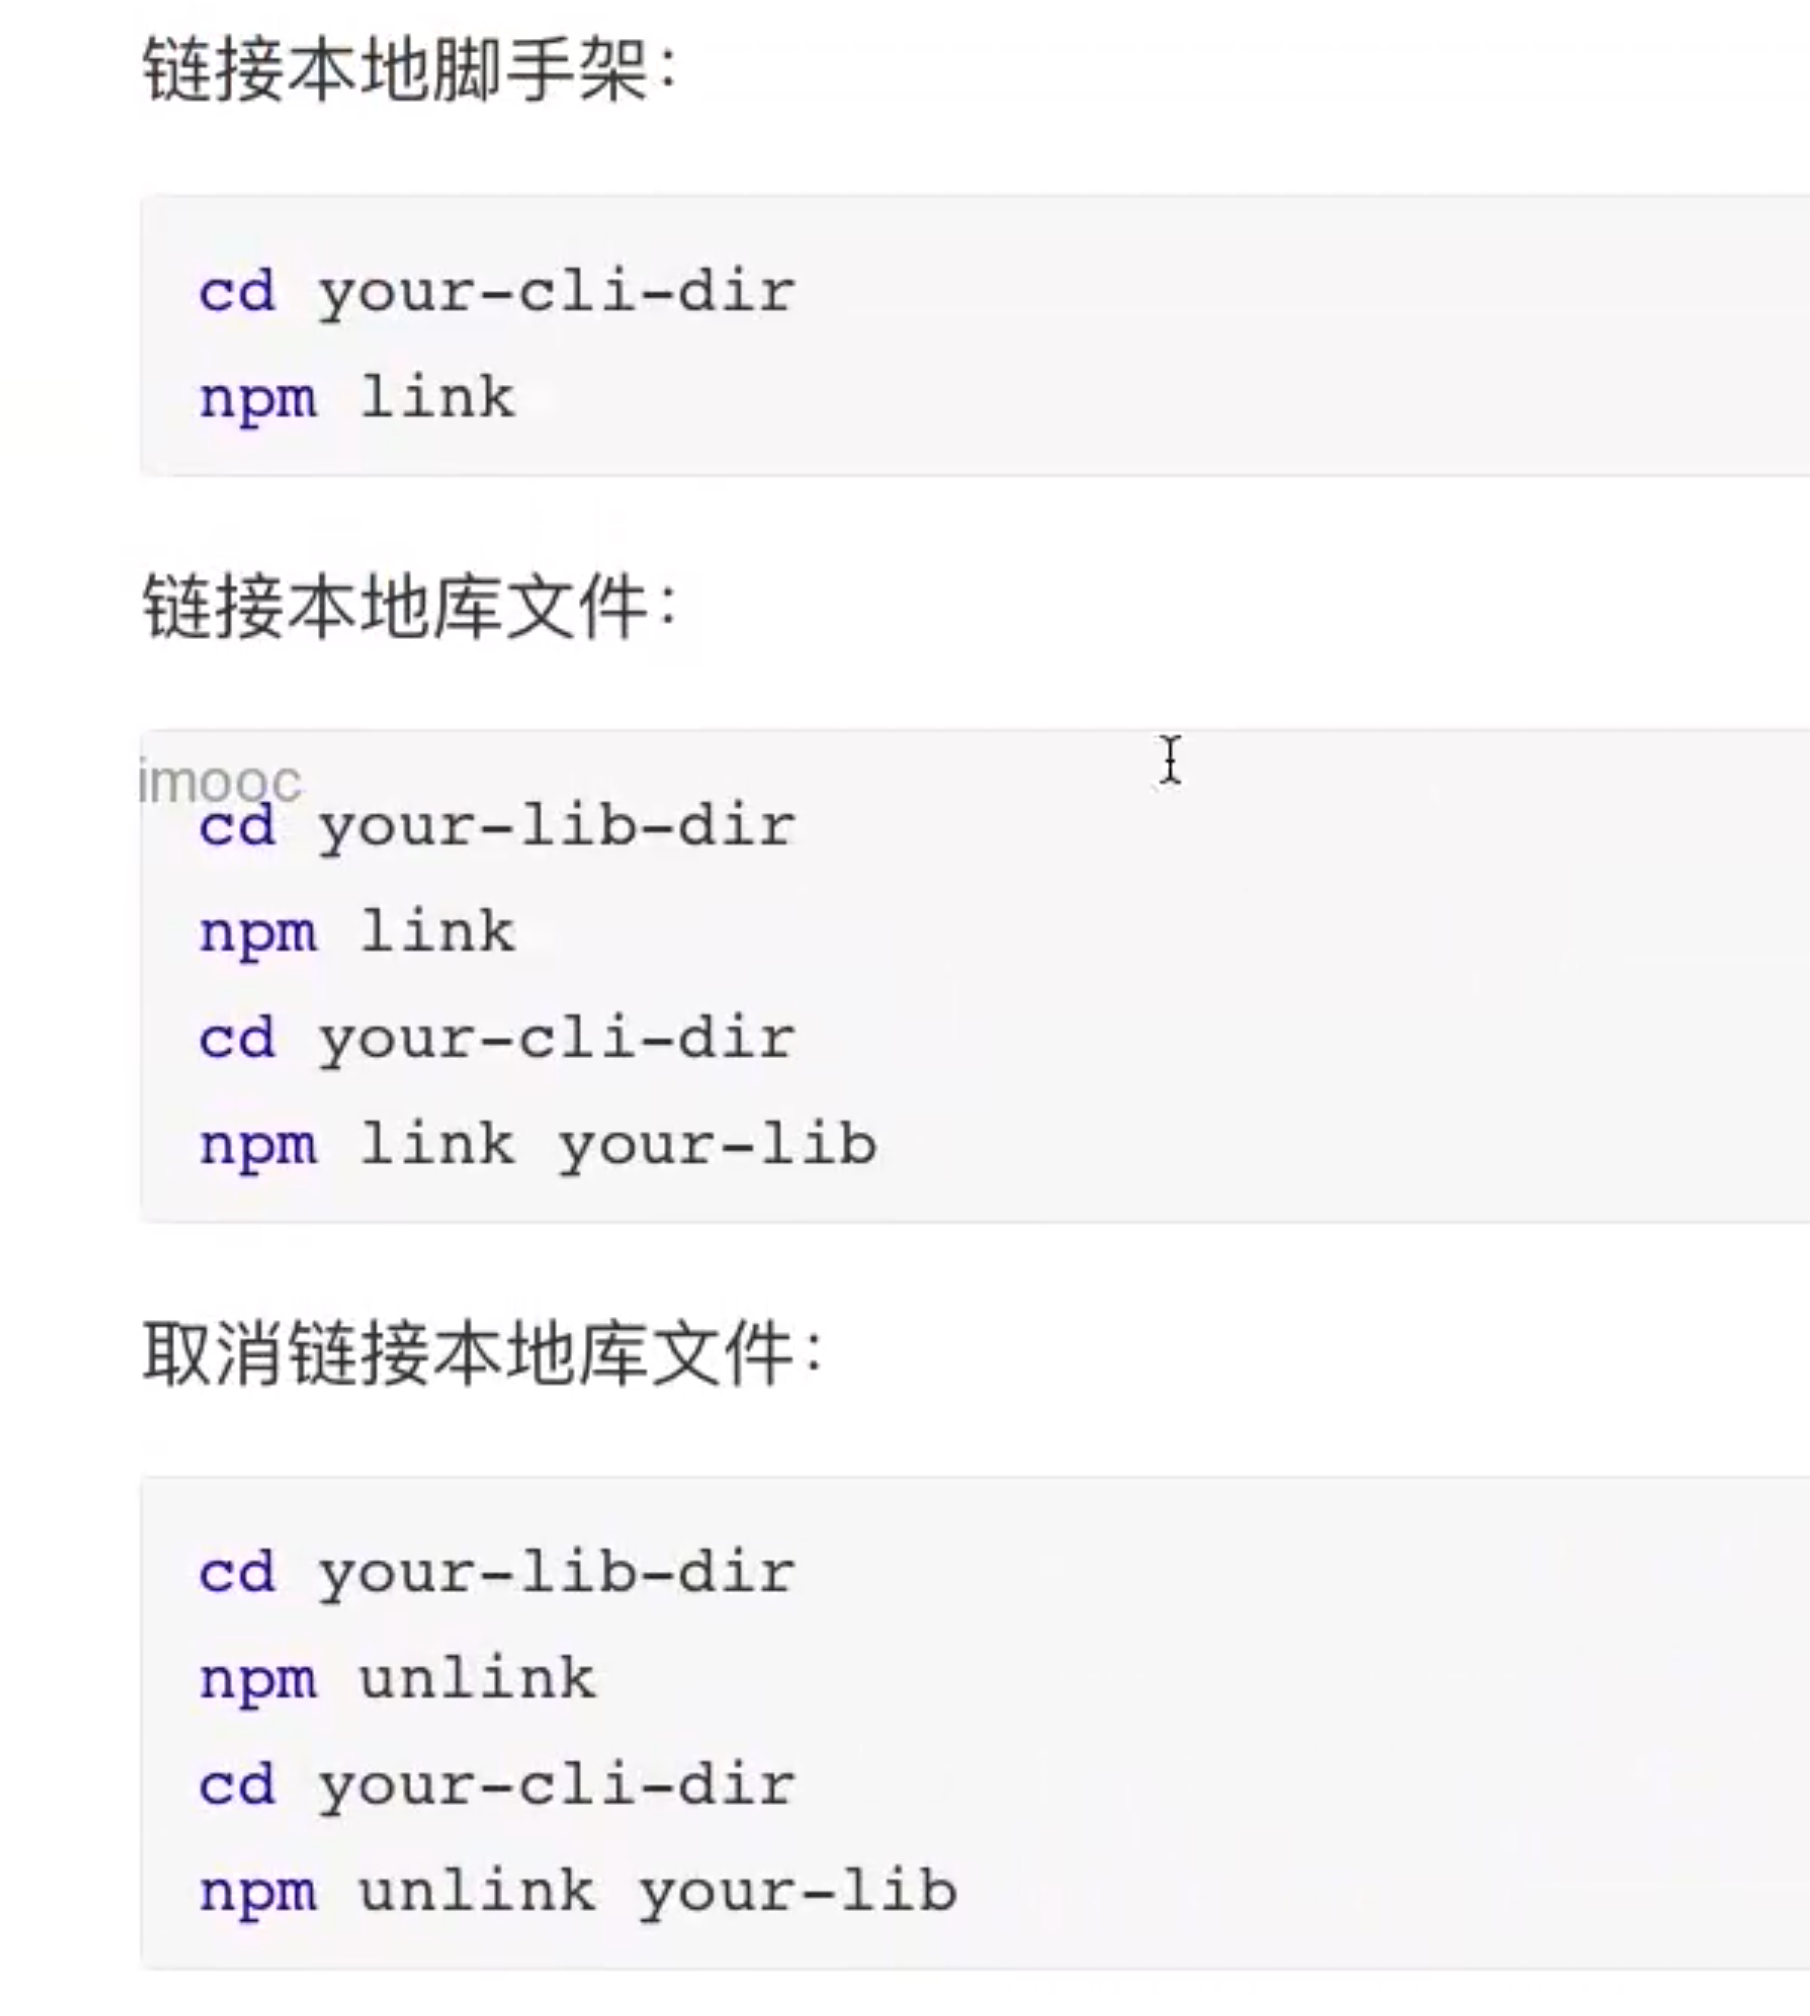 链接本地脚手架：
cd your-cli-dir
npm link
链接本地库文件：
imooc
cd your-lib-dir
npm link
cd your-cli-dir
npm link your-lib
取消链接本地库文件：
cd your-lib-dir
npm unlink
cd your-cli-dir
npm unlink your-lib